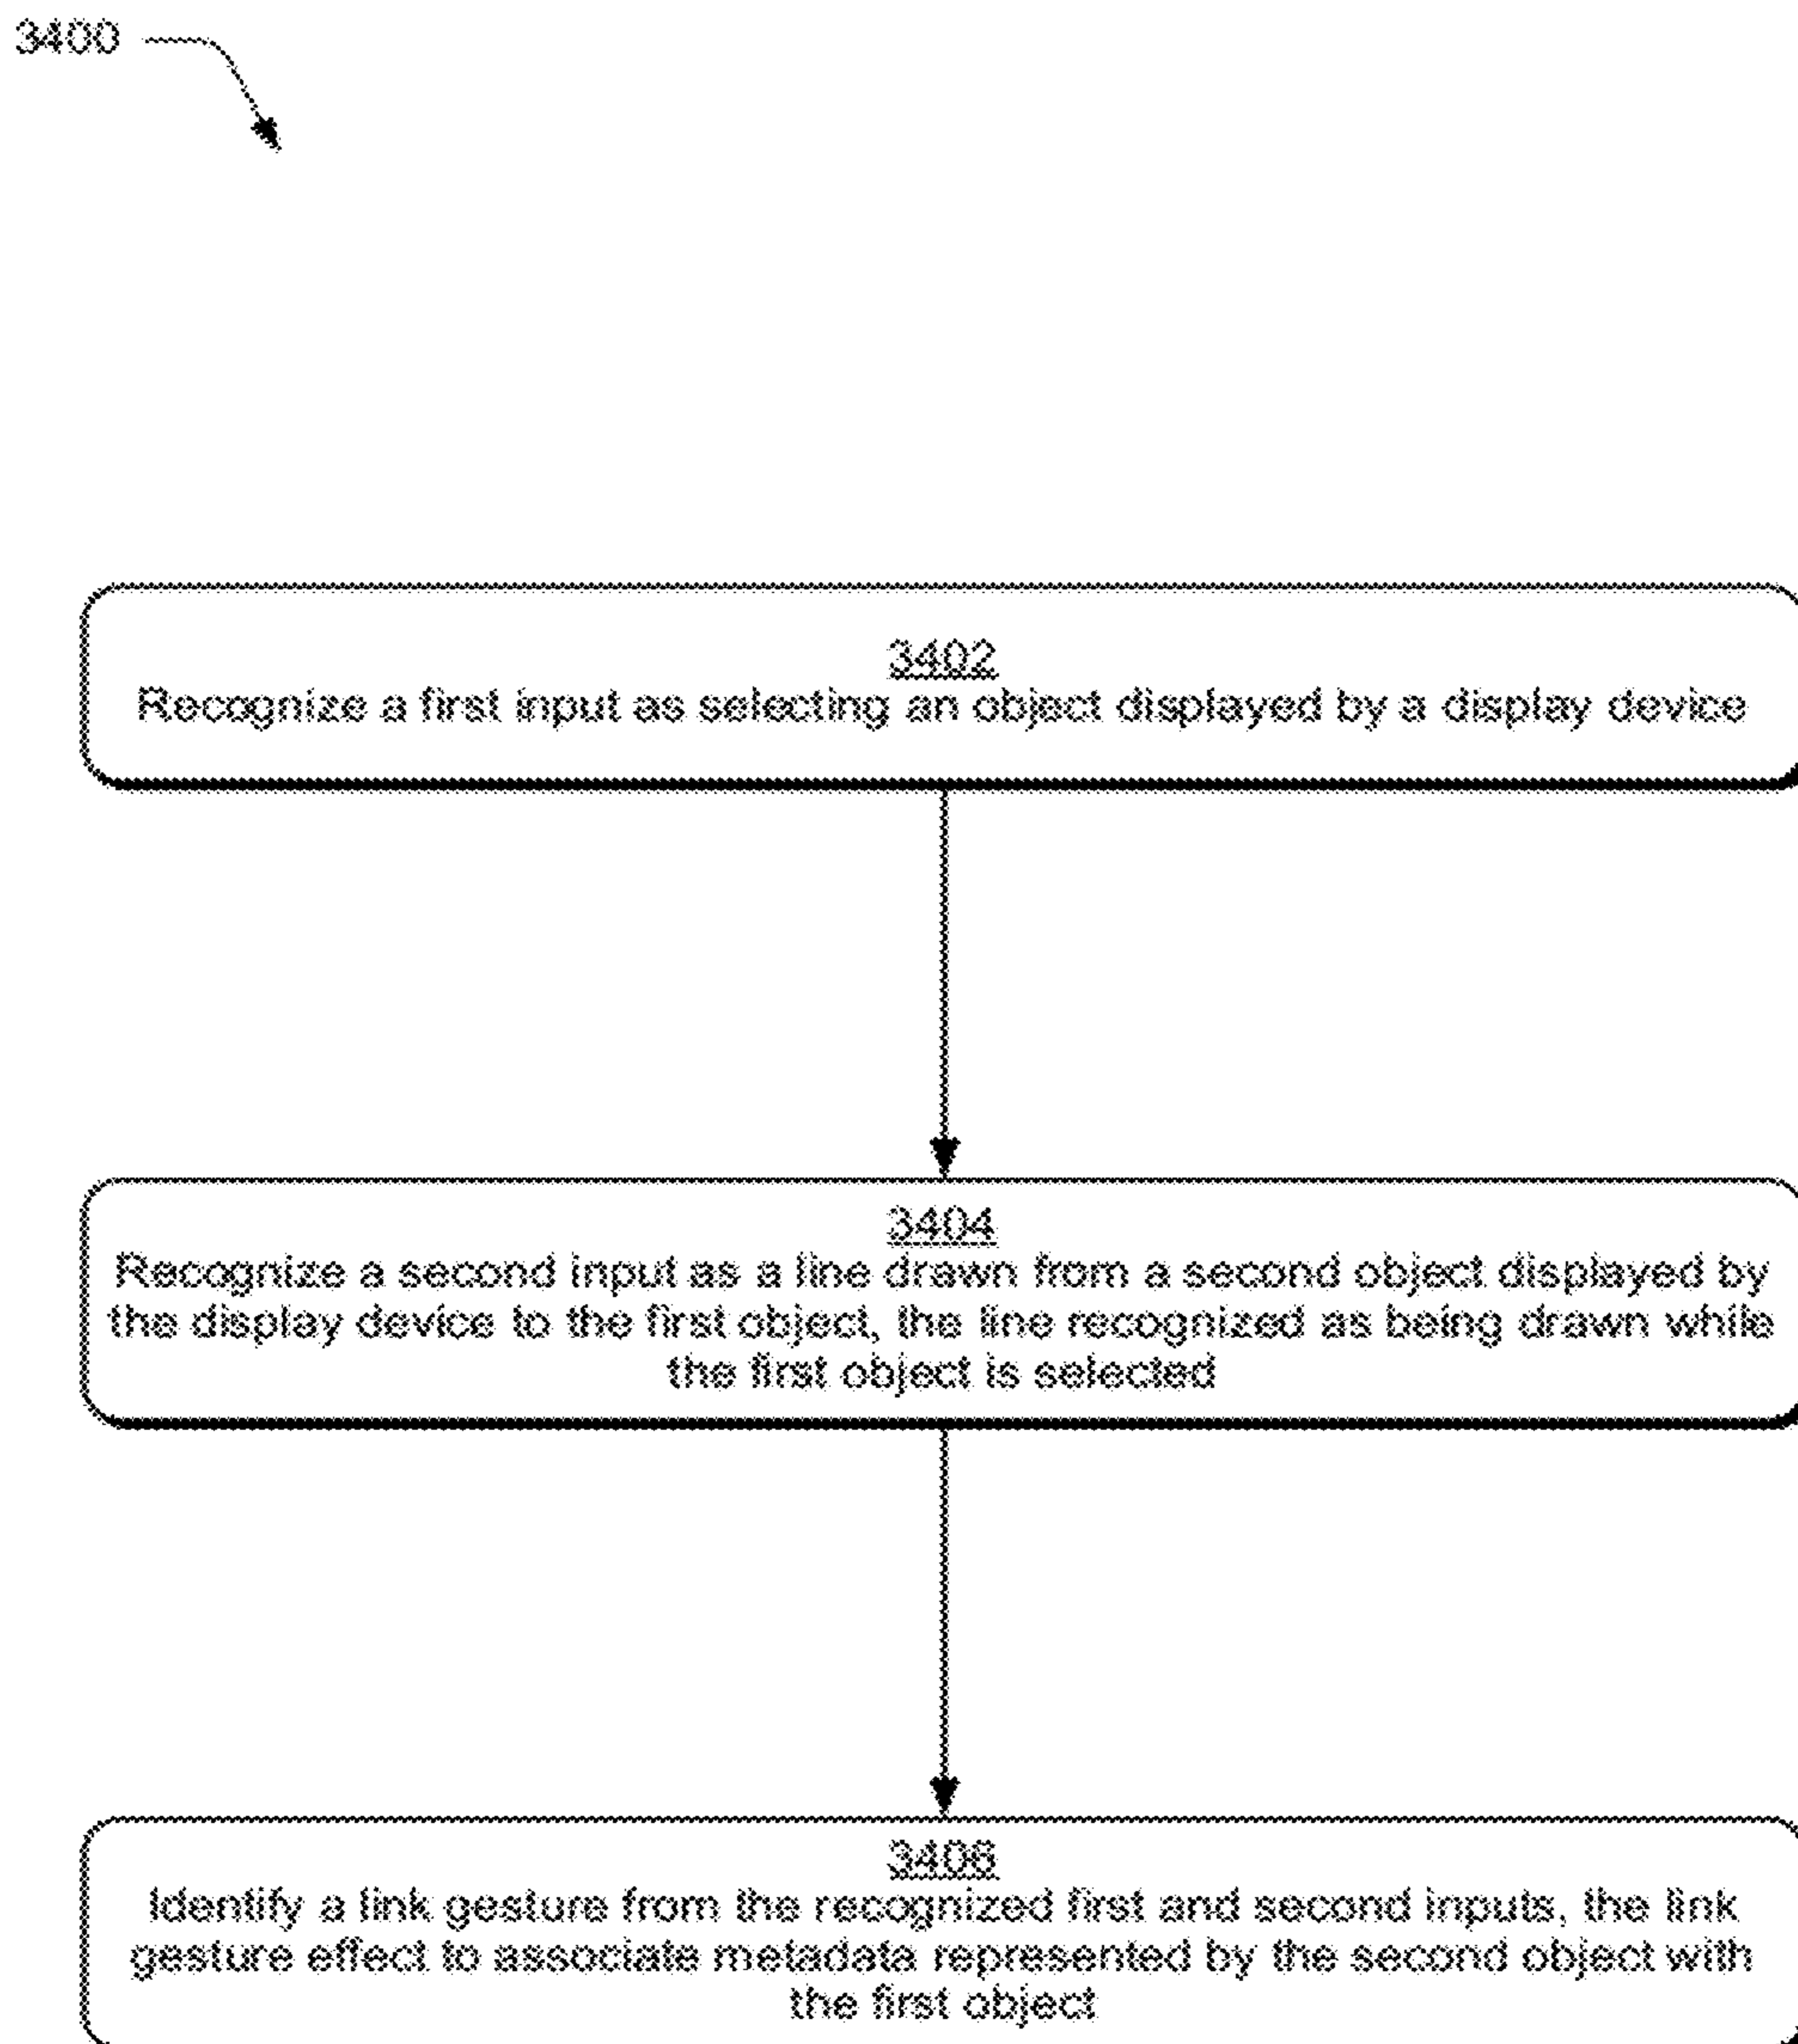 3400
3402
Recognize a first input as selecting an object displayed by a display device
3404
Recognize a second input as a line drawn from a second object displayed by
the display device to the first object, the line recognized as being drawn while
the first object is selected
3406
Identify a link gesture from the recognized first and second inputs, the link
gesture effect to associate metadata represented by the second object with
the first object